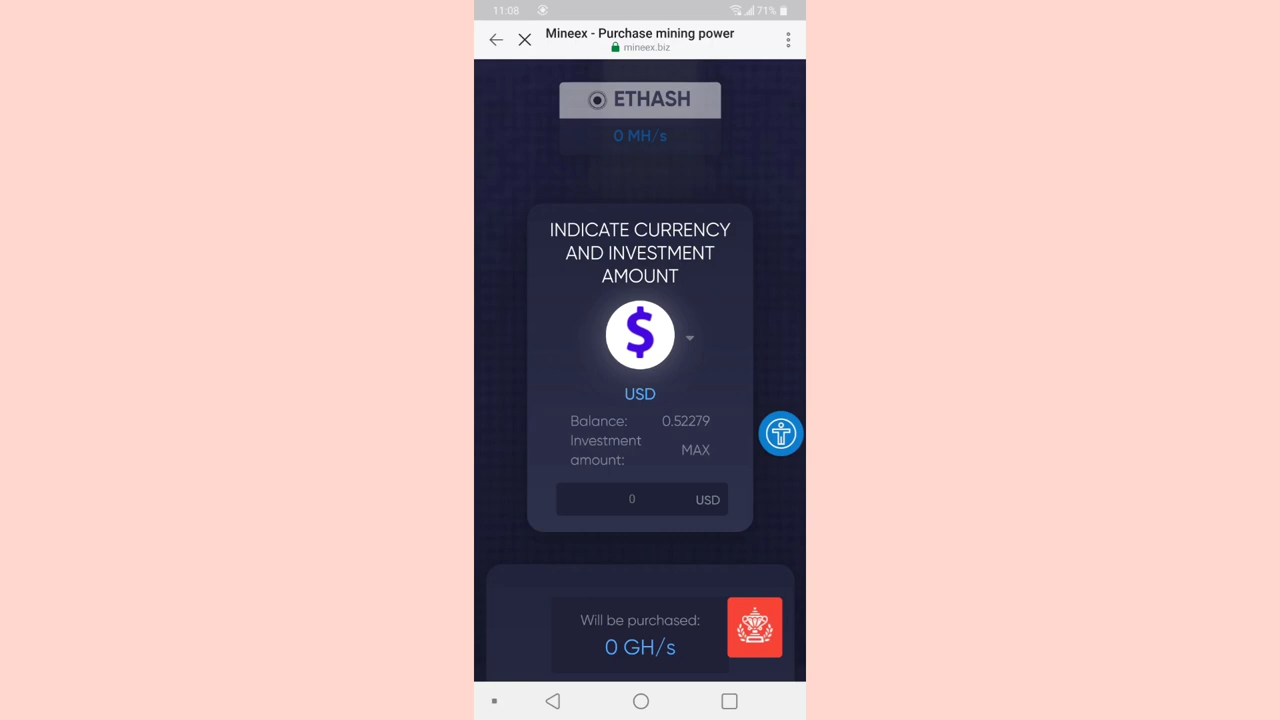 11:08
71%
Mineex - Purchase mining power
mineex.biz
ETHASH
0 MH/s
INDICATE CURRENCY
AND INVESTMENT
AMOUNT
$
USD
Balance: 0.52279
Investment
amount: MAX
0 USD
Will be purchased:
0 GH/s